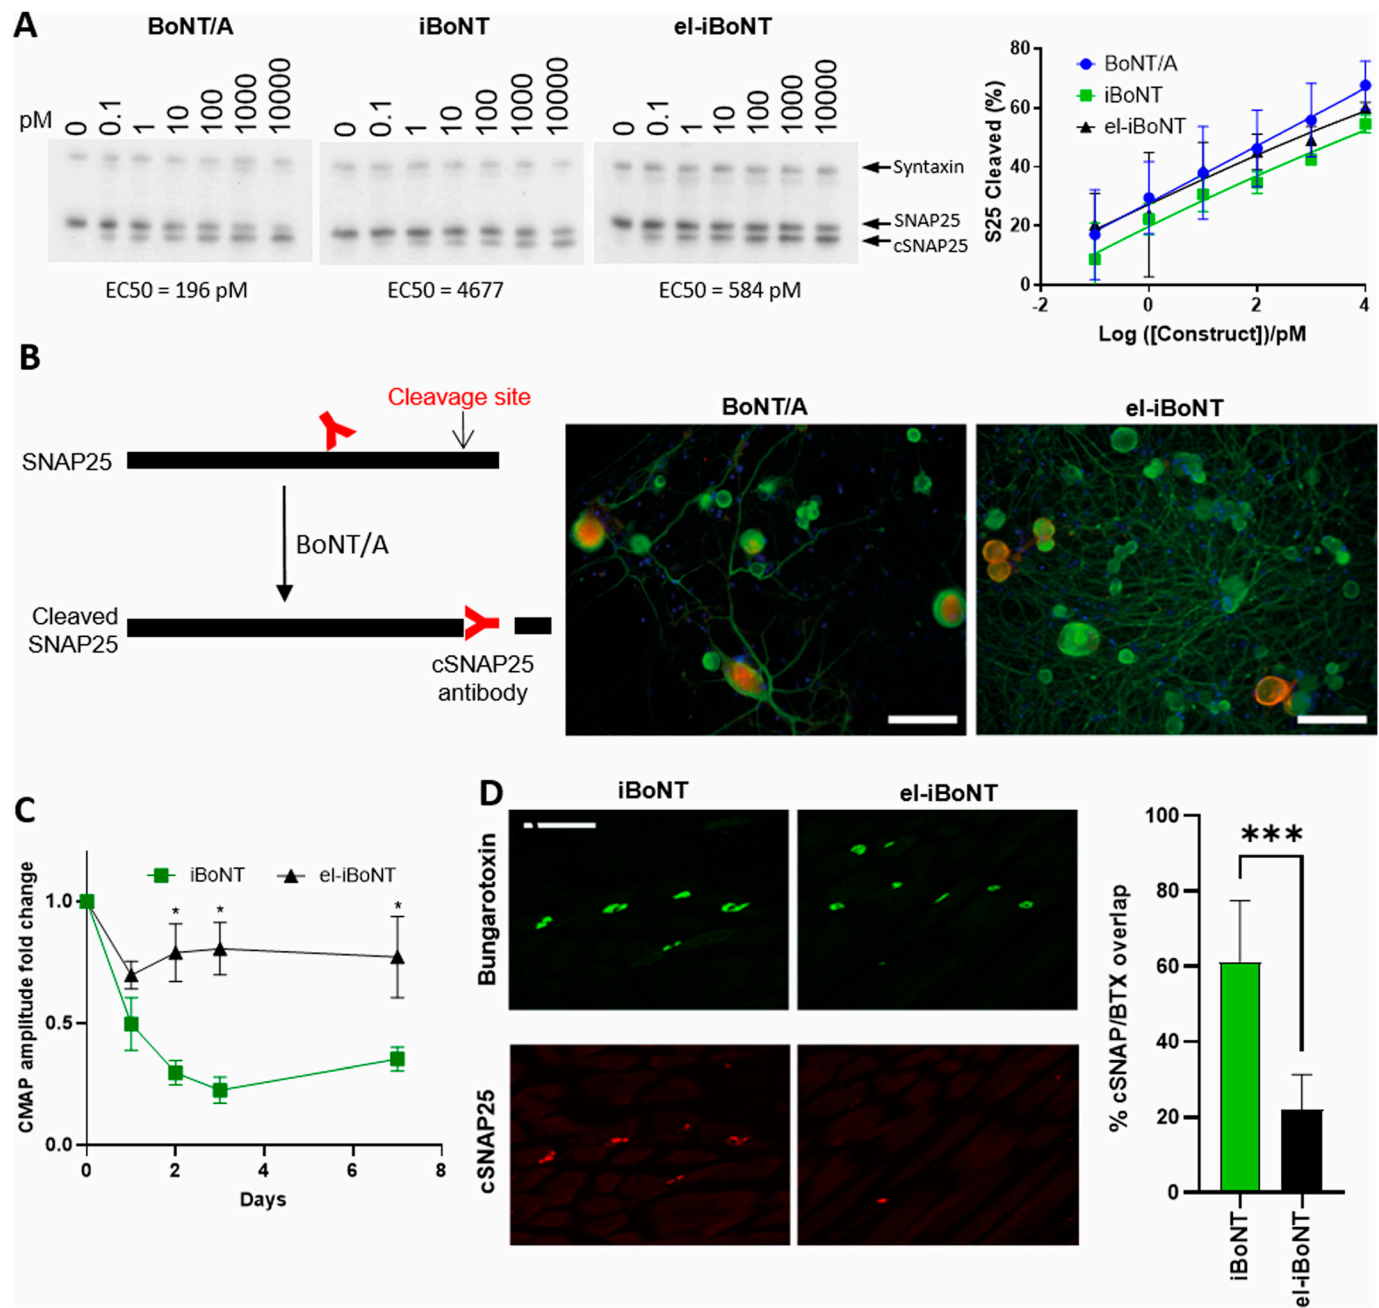 A
BoNT/A
iBoNT
el-iBoNT
pM
0
0.1
1
10
100
1000
10000
0
0.1
1
10
100
1000
10000
0
0.1
1
10
100
1000
10000
Syntaxin
SNAP25
cSNAP25
EC50 = 196 pM
EC50 = 4677
EC50 = 584 pM
S25 Cleaved (%)
80
60
40
20
0
-2
0
2
4
Log ([Construct])/pM
BoNT/A
iBoNT
el-iBoNT
B
Cleavage site
SNAP25
BoNT/A
Cleaved
SNAP25
cSNAP25
antibody
BoNT/A
el-iBoNT
C
CMAP amplitude fold change
iBoNT
el-iBoNT
1.0
0.5
0.0
*
*
*
0
2
4
6
8
Days
D
iBoNT
el-iBoNT
Bungarotoxin
cSNAP25
% cSNAP/BTX overlap
100
80
60
40
20
0
***
iBoNT
el-iBoNT